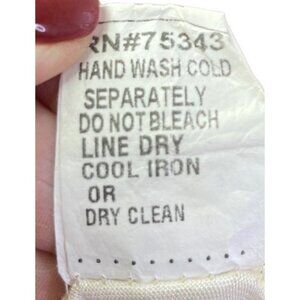 RN#75343
HAND WASH COLD
SEPARATELY
DO NOT BLEACH
LINE DRY
COOL IRON
OR
DRY CLEAN